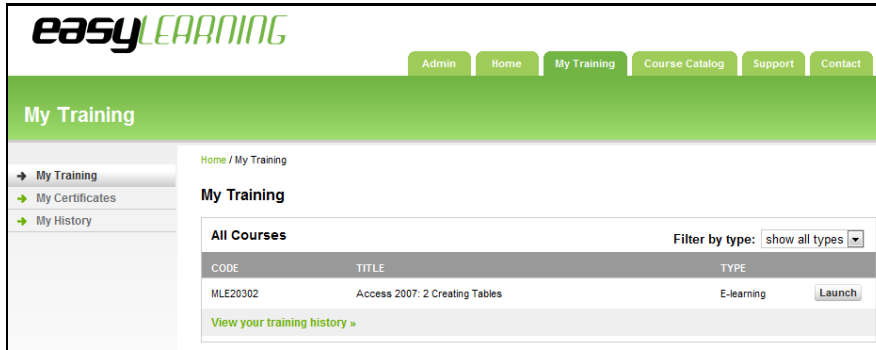 easyLEARNING
Admin Home My Training Course Catalog Support Contact
My Training
Home / My Training
My Training
My Certificates
My History
My Training
All Courses Filter by type: show all types
CODE TITLE TYPE
MLE20302 Access 2007: 2 Creating Tables E-learning Launch
View your training history »